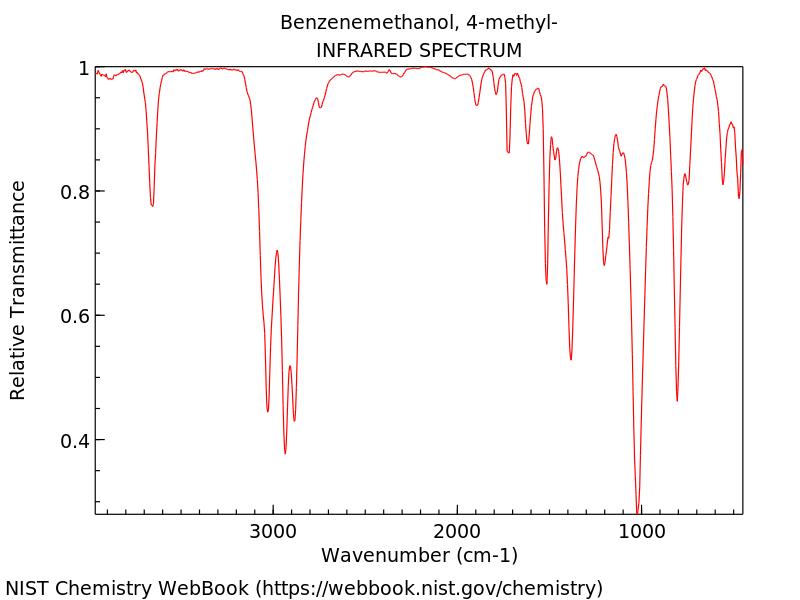 Benzenemethanol, 4-methyl-
INFRARED SPECTRUM
1
0.8
0.6
0.4
Relative Transmittance
3000 2000 1000
Wavenumber (cm-1)
NIST Chemistry WebBook (https://webbook.nist.gov/chemistry)